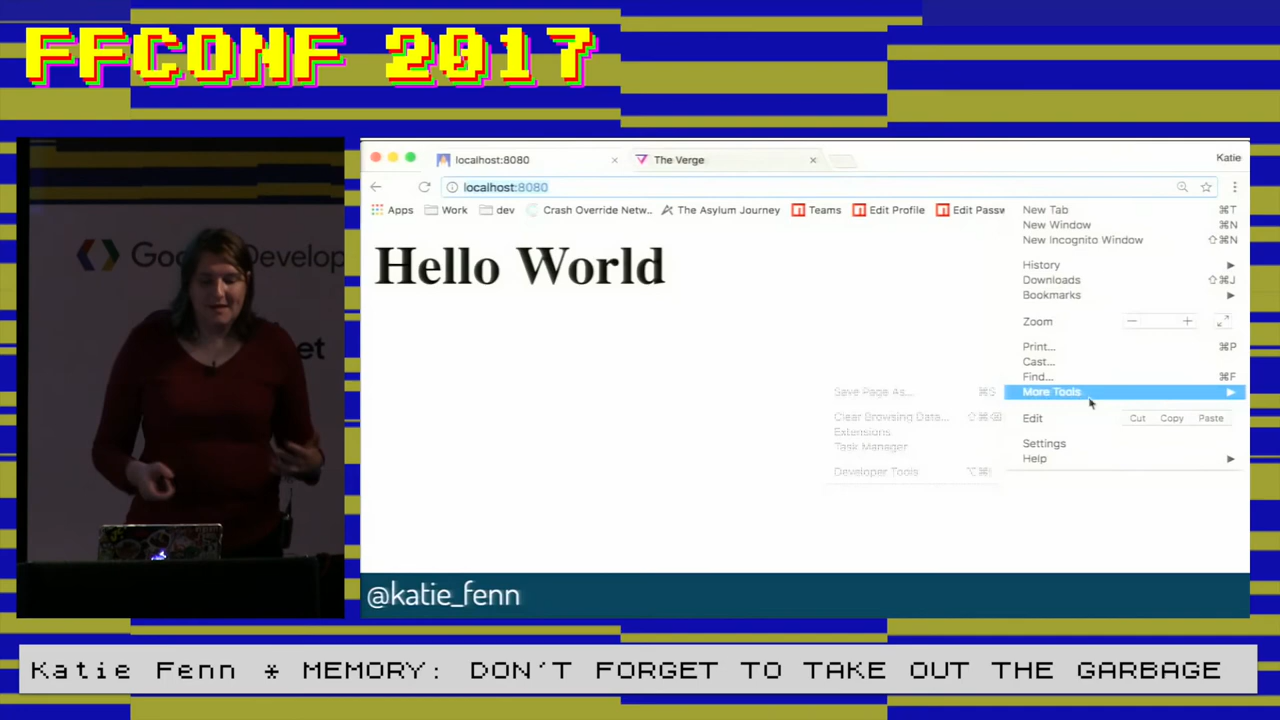 FFCONF 2017
localhost:8080
The Verge
Katie
localhost:8080
Apps Work dev Crash Override Netw.. The Asylum Journey Teams Edit Profile Edit Passw
Hello World
New Tab ⌘T
New Window ⌘N
New Incognito Window ⇧⌘N
History
Downloads ⇧⌘J
Bookmarks
Zoom − +
Print... ⌘P
Cast...
Find... ⌘F
More Tools
Edit Cut Copy Paste
Settings
Help
Save Page As... ⌘S
Clear Browsing Data... ⇧⌘⌫
Extensions
Task Manager
Developer Tools ⌥⌘I
Goo Develop
et
@katie_fenn
Katie Fenn * MEMORY: DON'T FORGET TO TAKE OUT THE GARBAGE